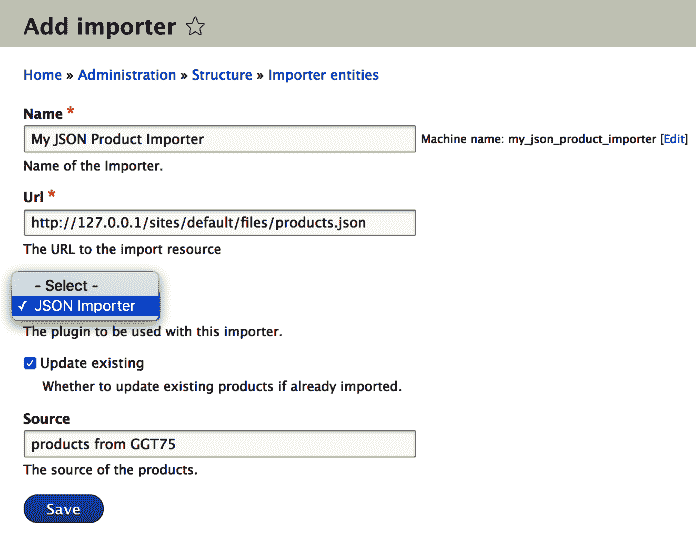 Add importer
Home » Administration » Structure » Importer entities
Name *
My JSON Product Importer
Machine name: my_json_product_importer [Edit]
Name of the Importer.
Url *
http://127.0.0.1/sites/default/files/products.json
The URL to the import resource
- Select -
✓ JSON Importer
The plugin to be used with this importer.
Update existing
Whether to update existing products if already imported.
Source
products from GGT75
The source of the products.
Save